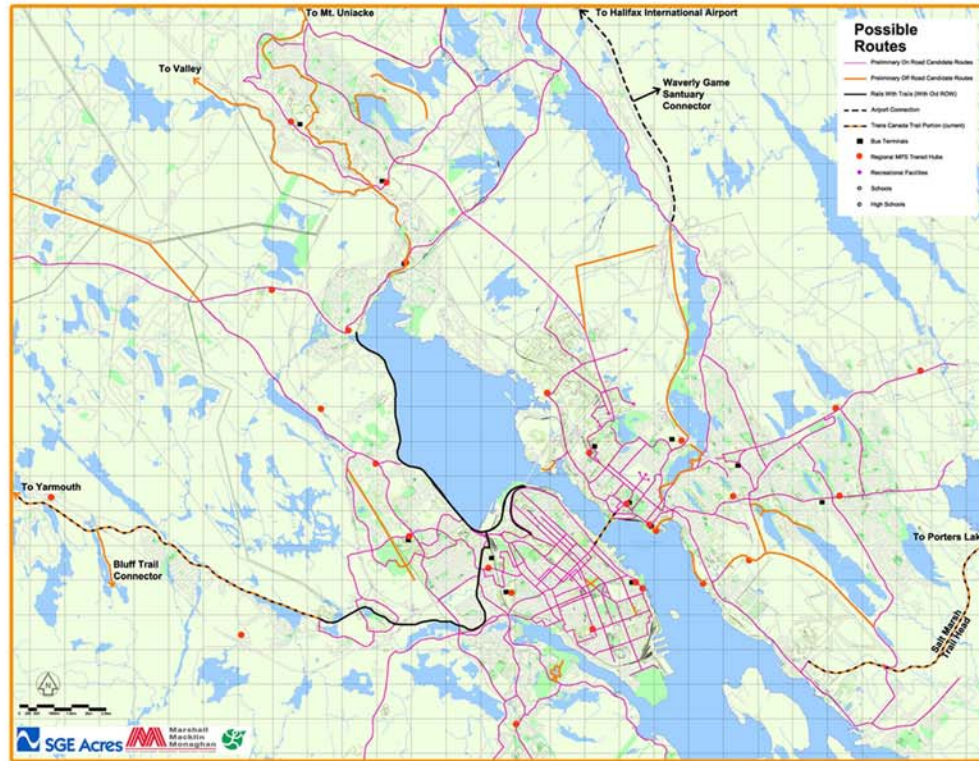 To Mt. Uniacke
To Halifax International Airport
Possible
Routes
Preliminary On Road Candidate Routes
Preliminary Off Road Candidate Routes
Rails With Trails (With Old ROW)
Airport Connection
Trans Canada Trail Portion (current)
Bus Terminals
Regional MPS Transit Hubs
Recreational Facilities
Schools
High Schools
To Valley
Waverly Game
Santuary
Connector
To Yarmouth
Bluff Trail
Connector
To Porters Lak
Salt Marsh
Trail Head
N
SGE Acres
Marshall
Macklin
Monaghan